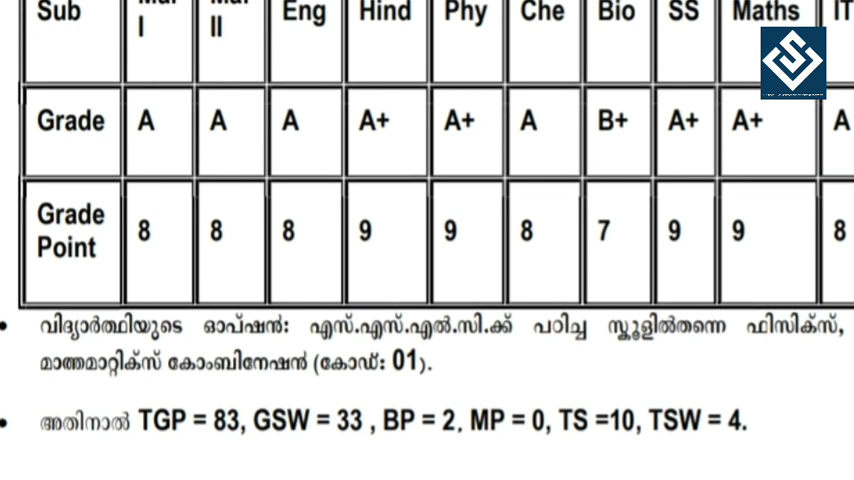 Sub I II Eng Hind Phy Che Bio SS Maths IT
Grade A A A A+ A+ A B+ A+ A+ A
Grade Point 8 8 8 9 9 8 7 9 9 8
• വിദ്യാർത്ഥിയുടെ ഓപ്ഷൻ: എസ്.എസ്.എൽ.സി.ക്ക് പഠിച്ച സ്കൂളിൽതന്നെ ഫിസിക്സ്,
മാത്തമാറ്റിക്സ് കോംബിനേഷൻ (കോഡ്: 01).
• അതിനാൽ TGP = 83, GSW = 33 , BP = 2, MP = 0, TS =10, TSW = 4.